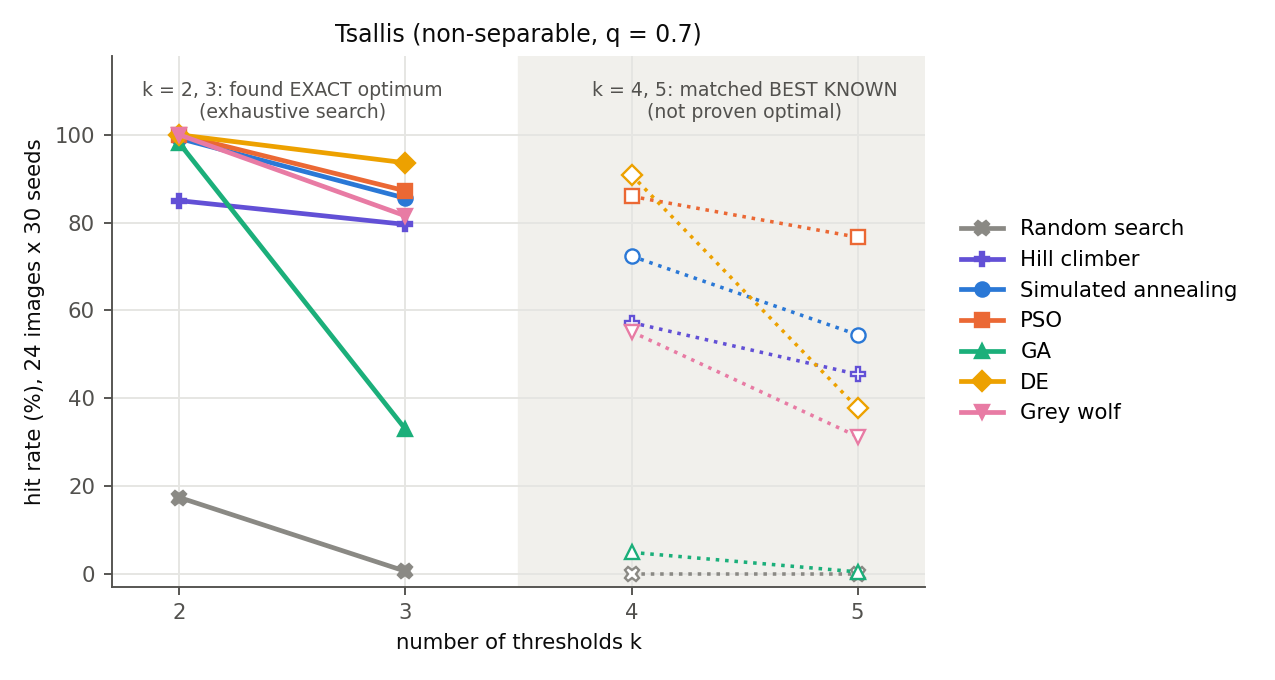 Tsallis (non-separable, q = 0.7)
k = 2, 3: found EXACT optimum
(exhaustive search)
k = 4, 5: matched BEST KNOWN
(not proven optimal)
hit rate (%), 24 images x 30 seeds
100
80
60
40
20
0
2
3
4
5
number of thresholds k
Random search
Hill climber
Simulated annealing
PSO
GA
DE
Grey wolf